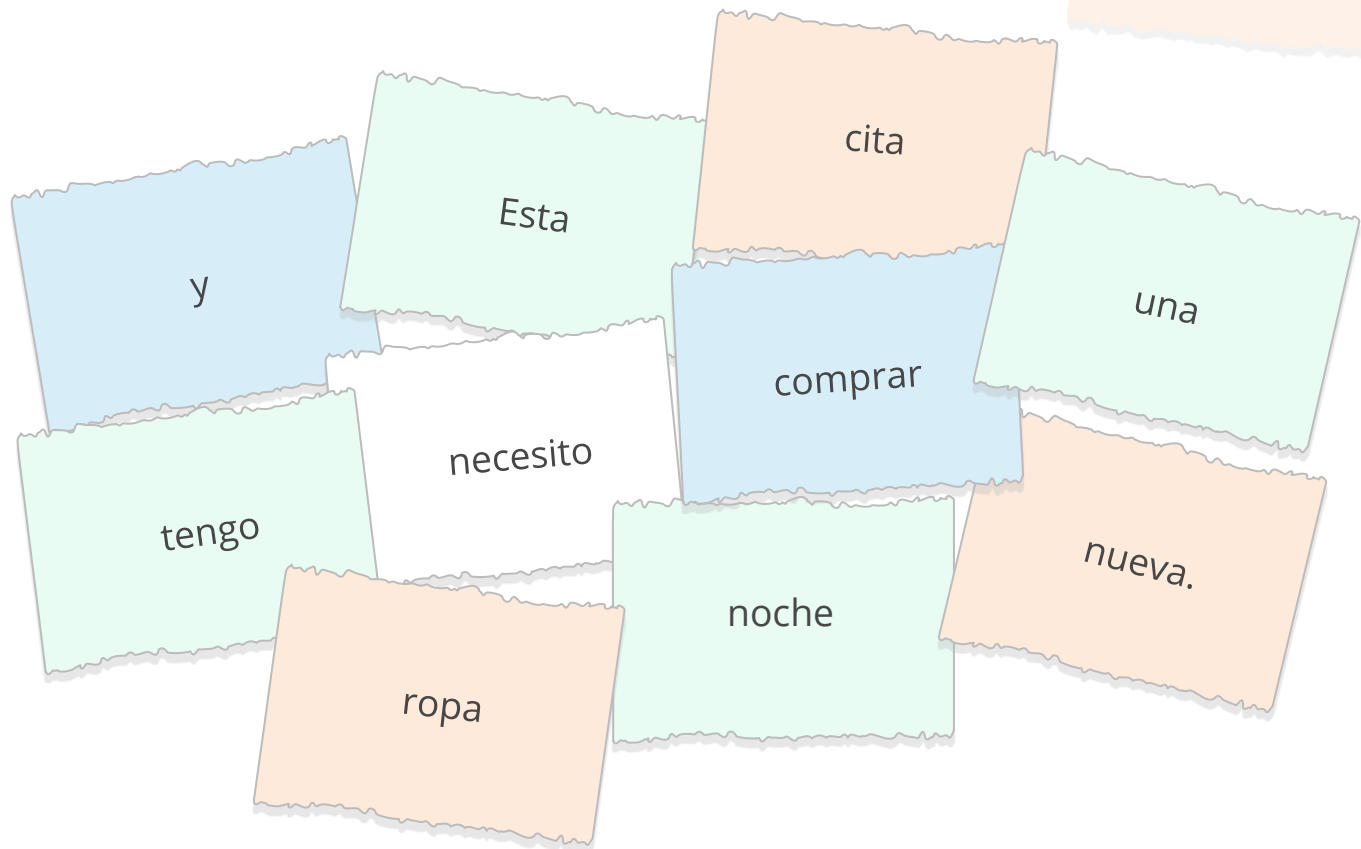 cita
Esta
y
una
comprar
necesito
tengo
nueva.
noche
ropa